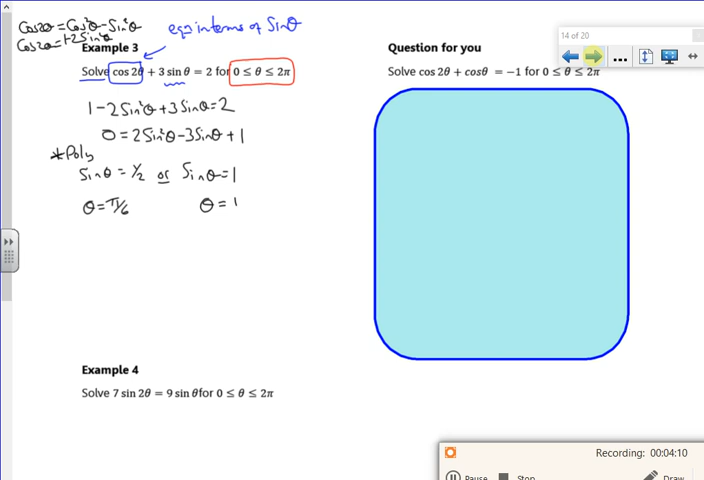 Cos2θ = Cos²θ - Sin²θ
Cos2θ = 1-2Sin²θ
eqn in terms of Sinθ
Example 3
Solve cos 2θ + 3 sin θ = 2 for 0 ≤ θ ≤ 2π
1 - 2Sin²θ + 3Sinθ = 2
0 = 2Sin²θ - 3Sinθ + 1
*Poly
Sinθ = 1/2 or Sinθ = 1
θ = π/6 θ = 1
Example 4
Solve 7 sin 2θ = 9 sin θ for 0 ≤ θ ≤ 2π
Question for you
Solve cos 2θ + cosθ = −1 for 0 ≤ θ ≤ 2π
14 of 20
Recording: 00:04:10
Pause Stop Draw